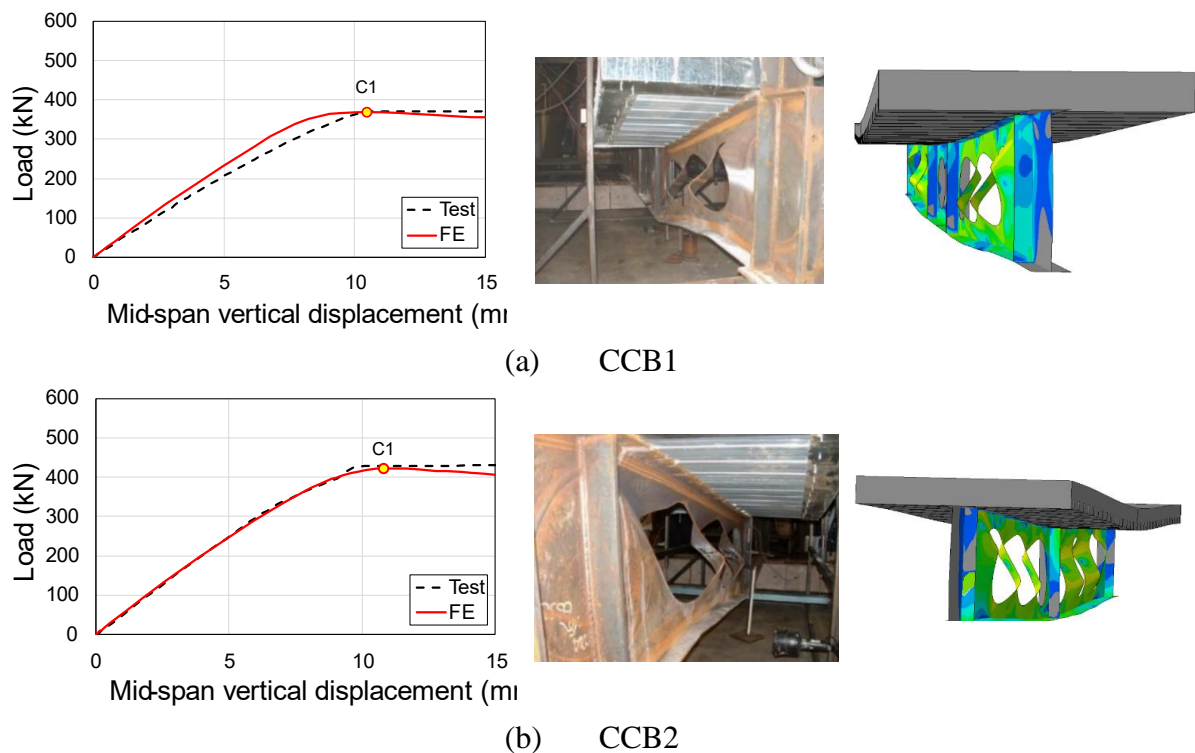 600
500
400
300
200
100
0
Load (kN)
C1
Test
FE
0 5 10 15
Mid-span vertical displacement (m
(a) CCB1
600
500
400
300
200
100
0
Load (kN)
C1
Test
FE
0 5 10 15
Mid-span vertical displacement (m
(b) CCB2